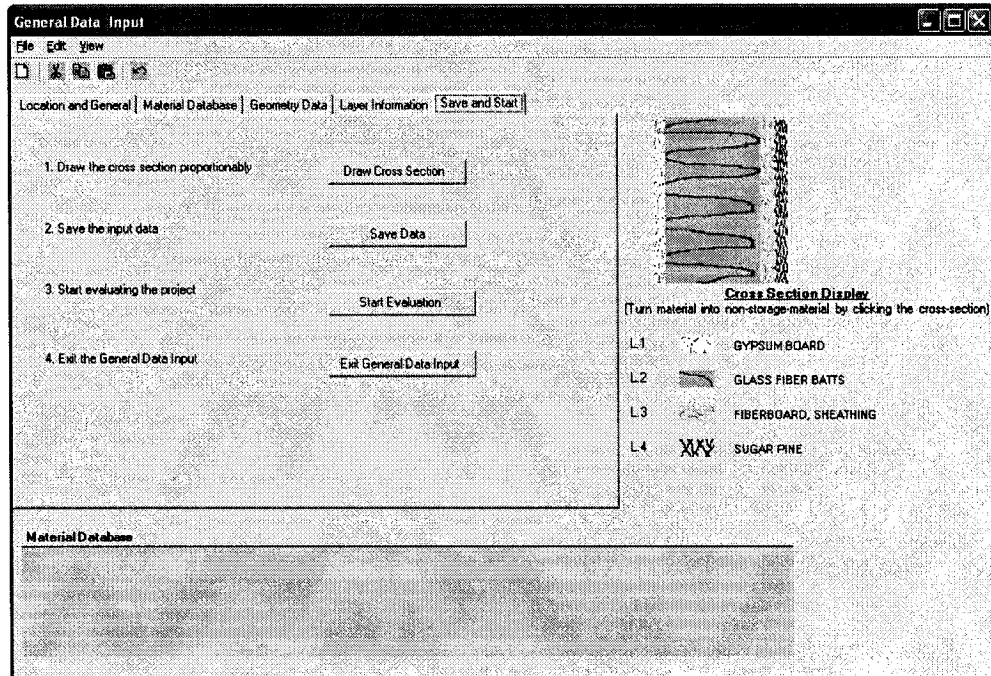 General Data Input
File Edit View
Location and General Material Database Geometry Data Layer Information Save and Start
1. Draw the cross section proportionably
Draw Cross Section
2. Save the input data
Save Data
3. Start evaluating the project
Start Evaluation
4. Exit the General Data Input
Exit General Data Input
Cross Section Display
(Turn material into non-storage-material by clicking the cross-section)
L.1 GYPSUM BOARD
L.2 GLASS FIBER BATTS
L.3 FIBERBOARD, SHEATHING
L.4 SUGAR PINE
Material Database